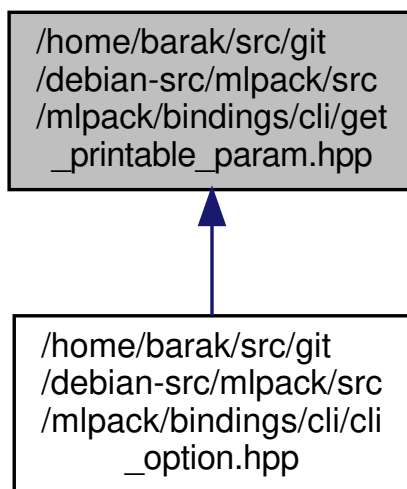 /home/barak/src/git
/debian-src/mlpack/src
/mlpack/bindings/cli/get
_printable_param.hpp
/home/barak/src/git
/debian-src/mlpack/src
/mlpack/bindings/cli/cli
_option.hpp